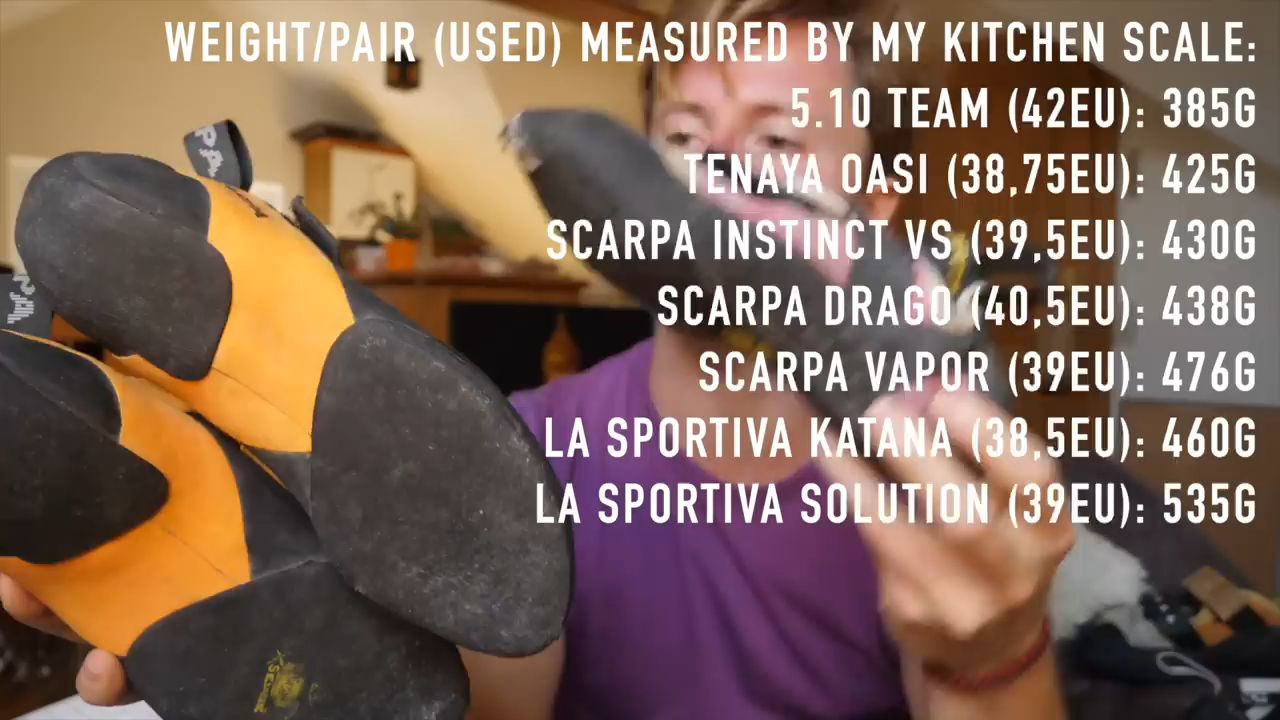 WEIGHT/PAIR (USED) MEASURED BY MY KITCHEN SCALE:
5.10 TEAM (42EU): 385G
TENAYA OASI (38,75EU): 425G
SCARPA INSTINCT VS (39,5EU): 430G
SCARPA DRAGO (40,5EU): 438G
SCARPA VAPOR (39EU): 476G
LA SPORTIVA KATANA (38,5EU): 460G
LA SPORTIVA SOLUTION (39EU): 535G